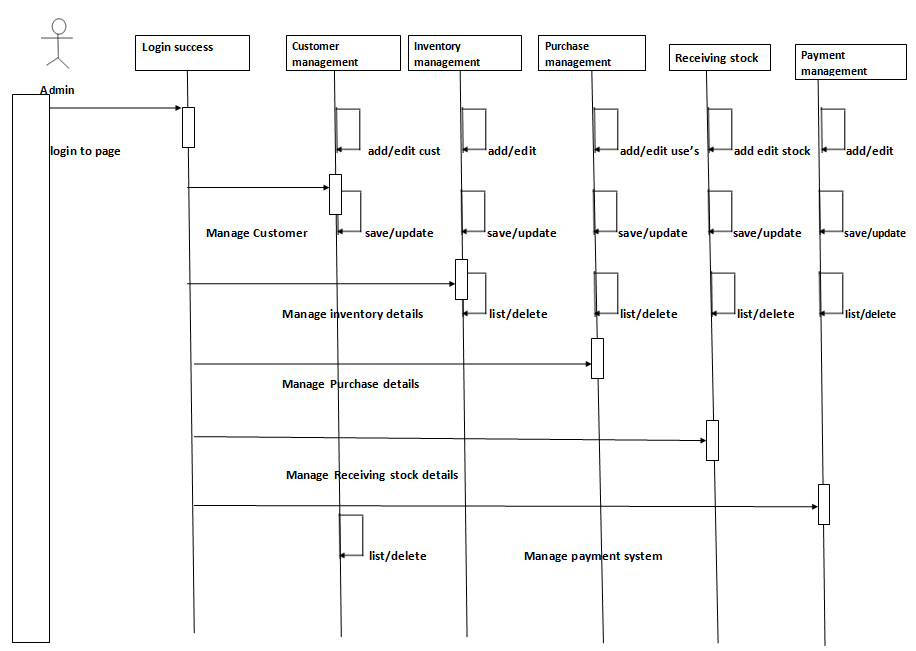 Login success
Customer
management
Inventory
management
Purchase
management
Receiving stock
Payment
management
Admin
login to page
add/edit cust
add/edit
add/edit use's
add edit stock
add/edit
Manage Customer
save/update
save/update
save/update
save/update
save/update
Manage inventory details
list/delete
list/delete
list/delete
list/delete
Manage Purchase details
Manage Receiving stock details
list/delete
Manage payment system